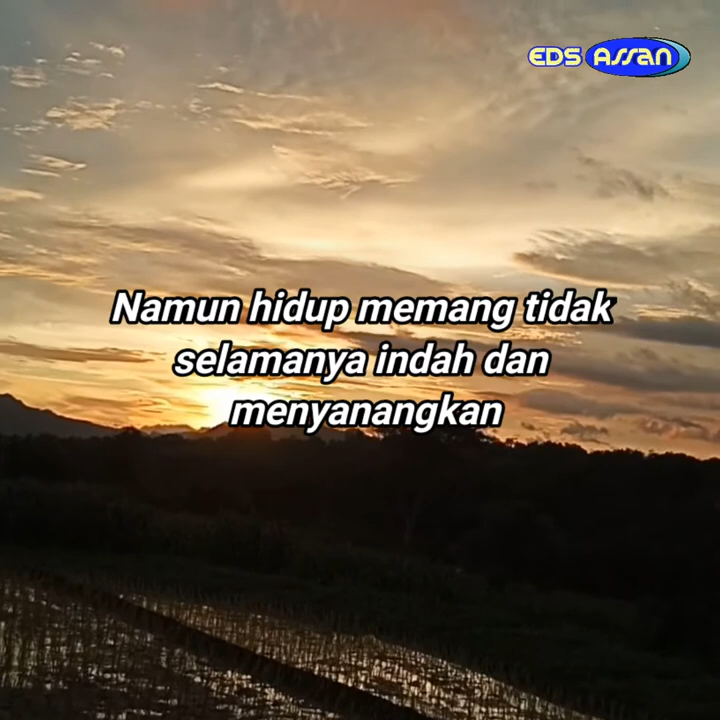 EDS Assan
Namun hidup memang tidak
selamanya indah dan
menyanangkan